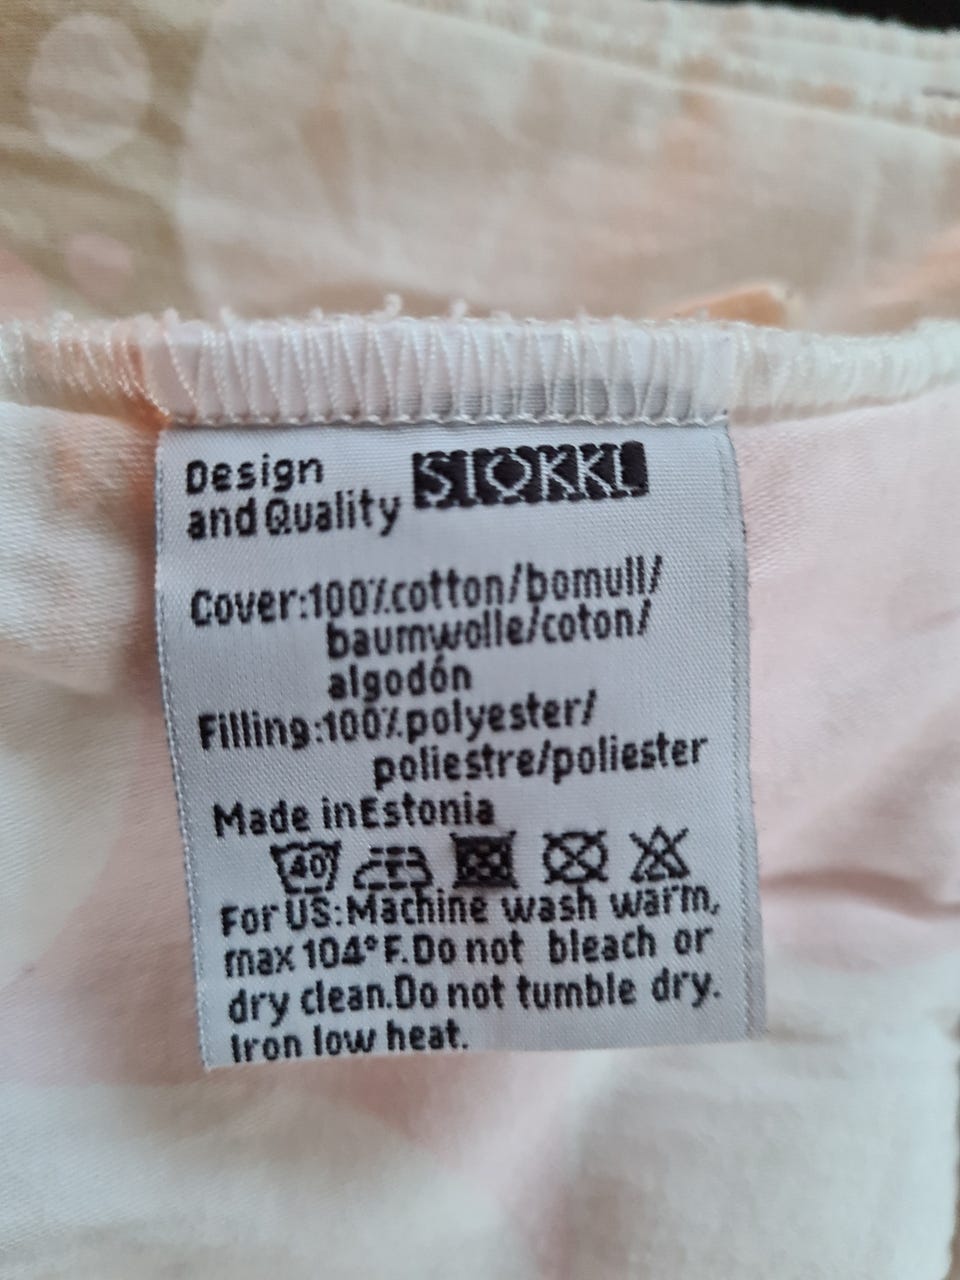 Design
and Quality STOKKE
Cover:100%cotton/bomull/
baumwolle/coton/
algodón
Filling:100%polyester/
poliestre/poliester
Made in Estonia
40
For US:Machine wash warm,
max 104°F.Do not bleach or
dry clean.Do not tumble dry.
Iron low heat.